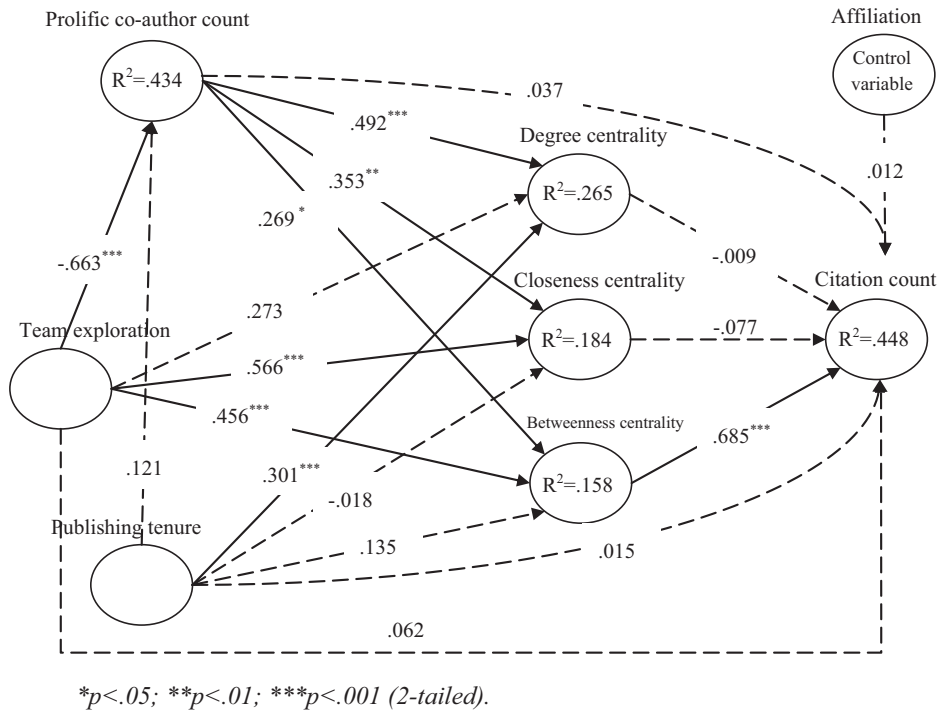 Prolific co-author count
Affiliation
R²=.434
Control
variable
.037
.492***
Degree centrality
.353**
R²=.265
.012
.269*
-.009
-.663***
Closeness centrality
Citation count
.273
Team exploration
R²=.184
-.077
R²=.448
.566***
.456***
Betweenness centrality
.685***
.121
.301***
R²=.158
-.018
Publishing tenure
.135
.015
.062
*p<.05; **p<.01; ***p<.001 (2-tailed).